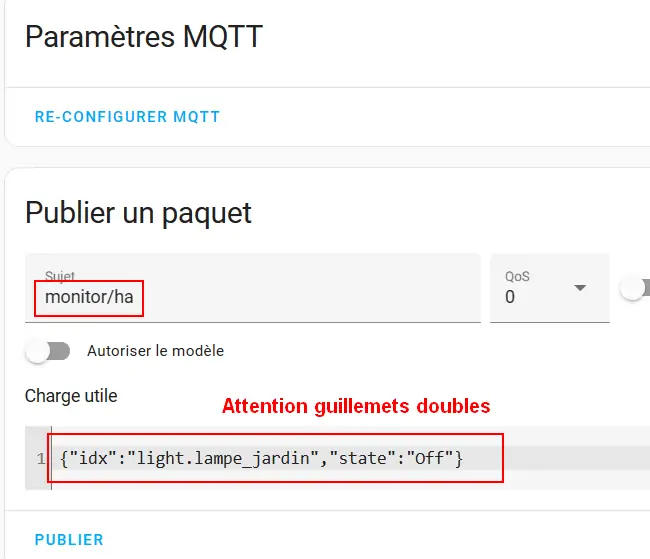 Paramètres MQTT
RE-CONFIGURER MQTT
Publier un paquet
Sujet
monitor/ha
QoS
0
Autoriser le modèle
Charge utile
Attention guillemets doubles
1 {"idx":"light.lampe_jardin","state":"Off"}
PUBLIER